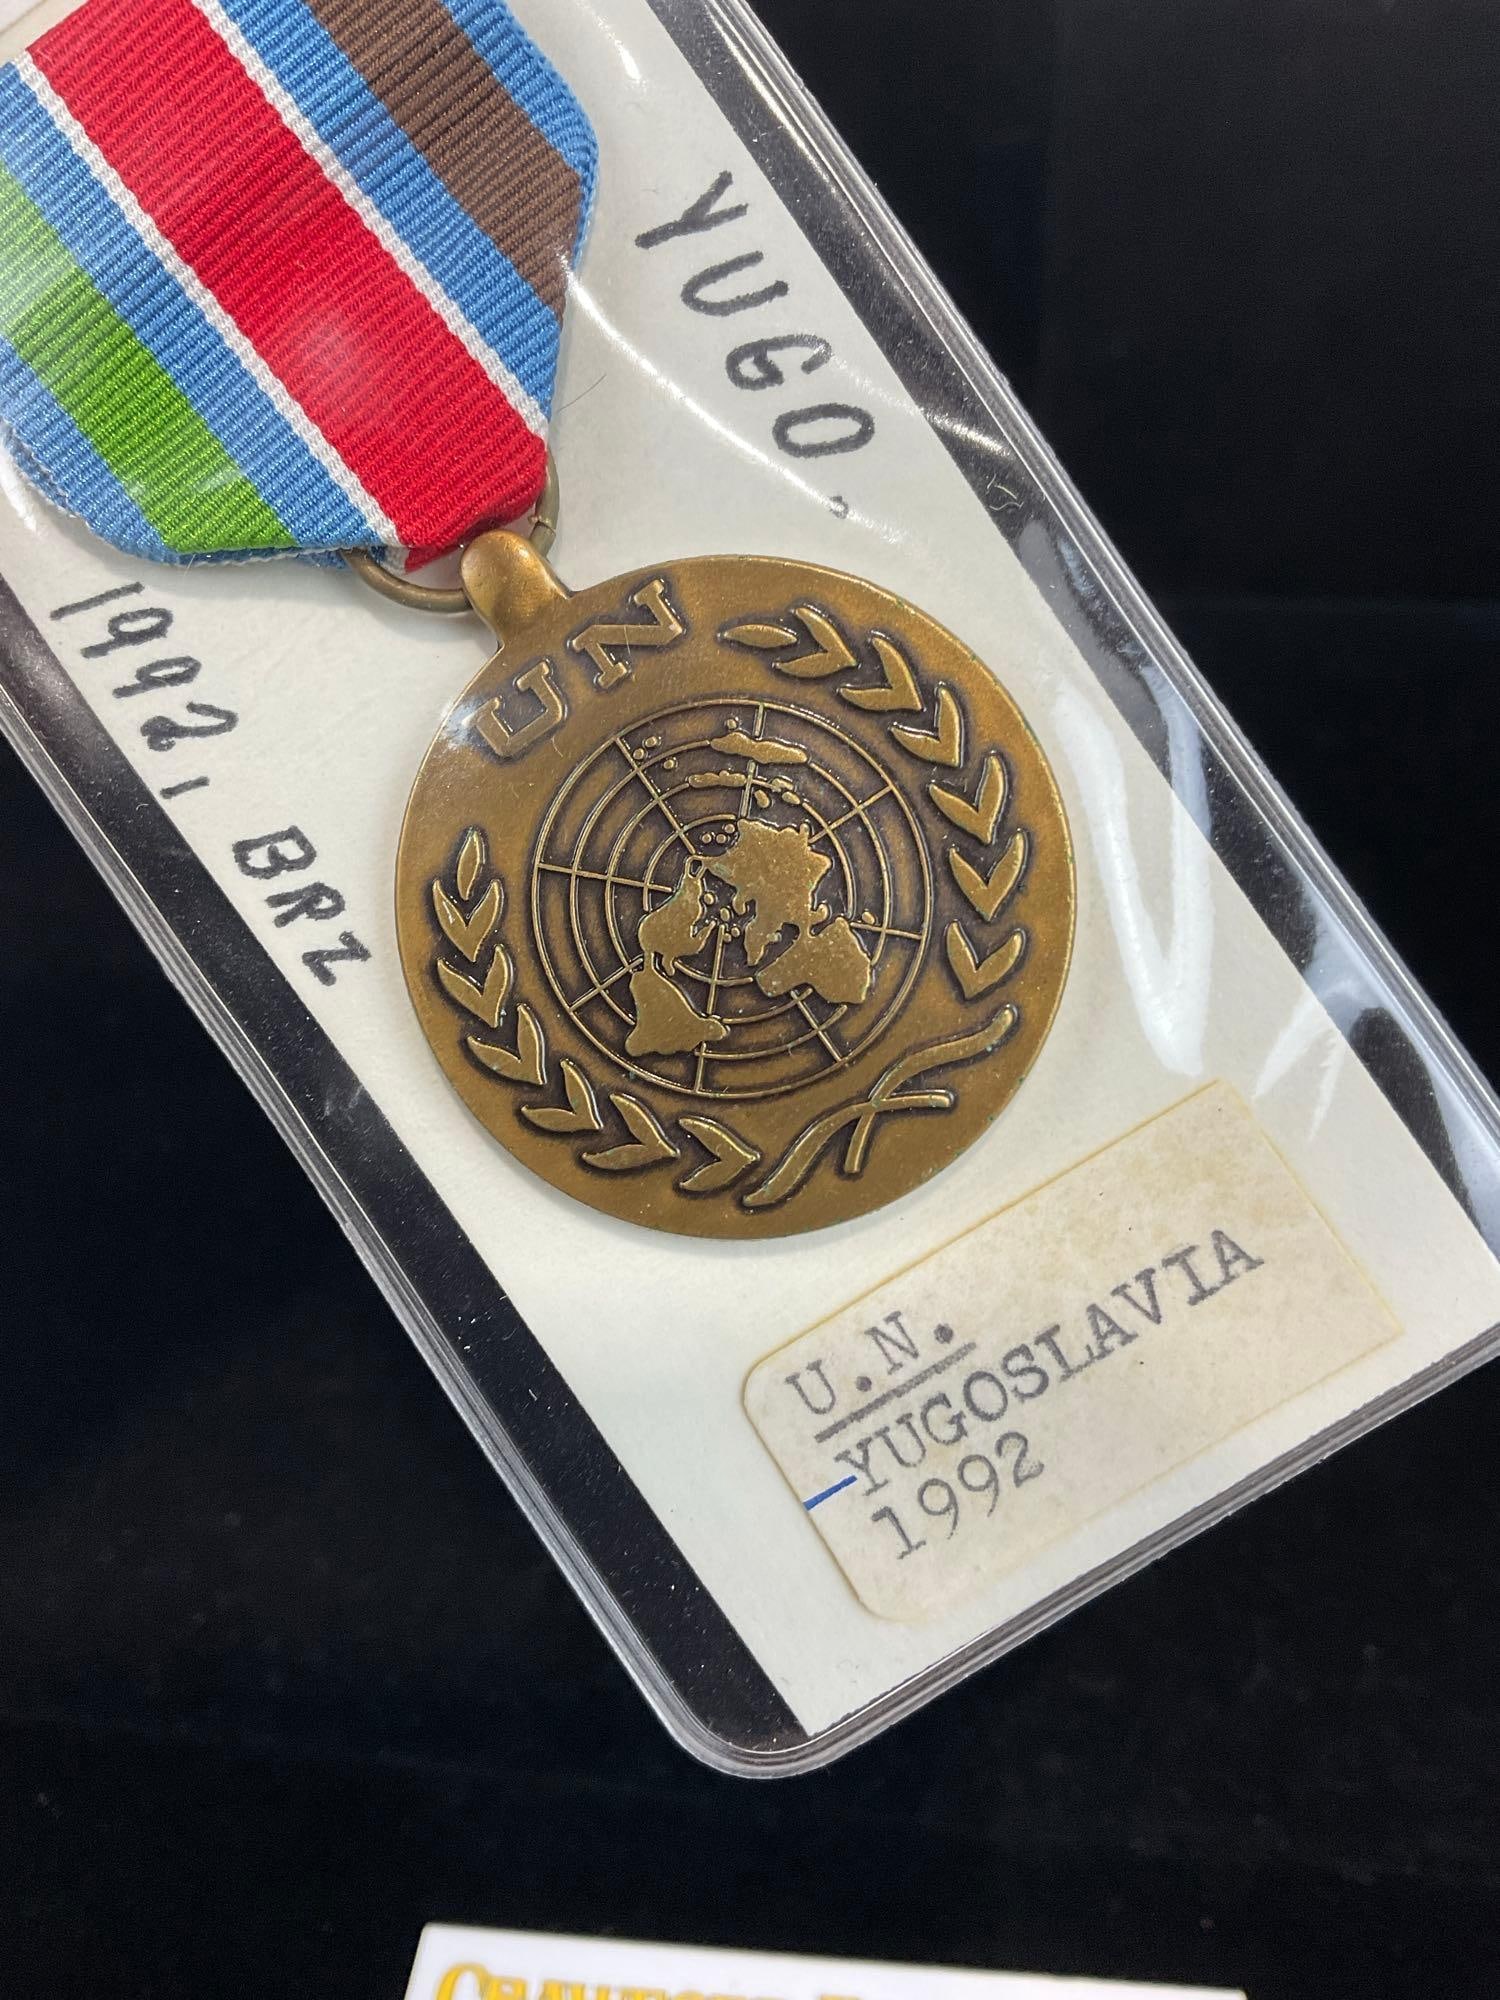 YUGO.
1992, BRZ
UN
U.N.
YUGOSLAVIA
1992